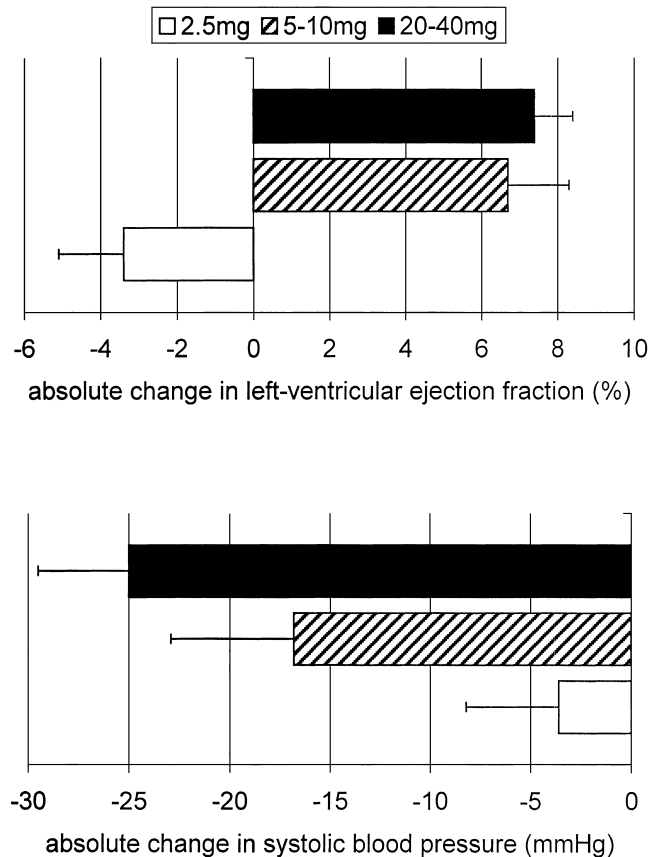 2.5mg 5-10mg 20-40mg
-6 -4 -2 0 2 4 6 8 10
absolute change in left-ventricular ejection fraction (%)
-30 -25 -20 -15 -10 -5 0
absolute change in systolic blood pressure (mmHg)